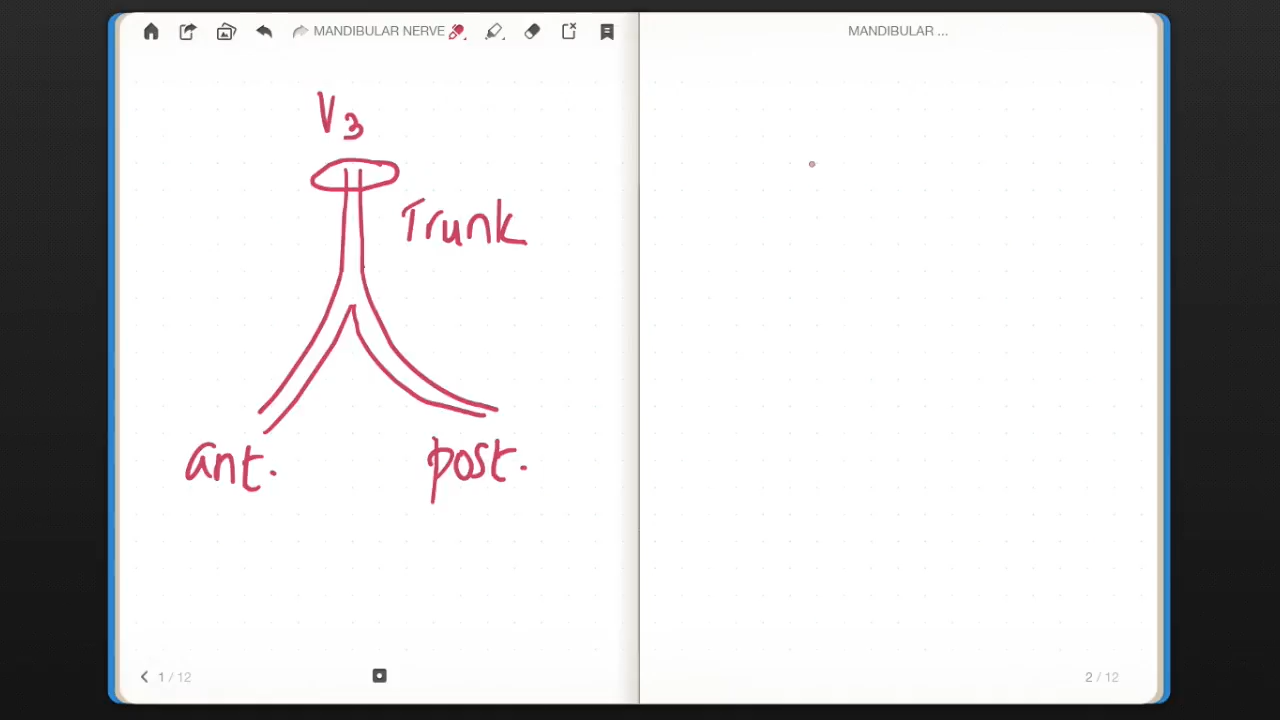 MANDIBULAR NERVE
V3
Trunk
ant.
post.
1 / 12
MANDIBULAR ...
2 / 12